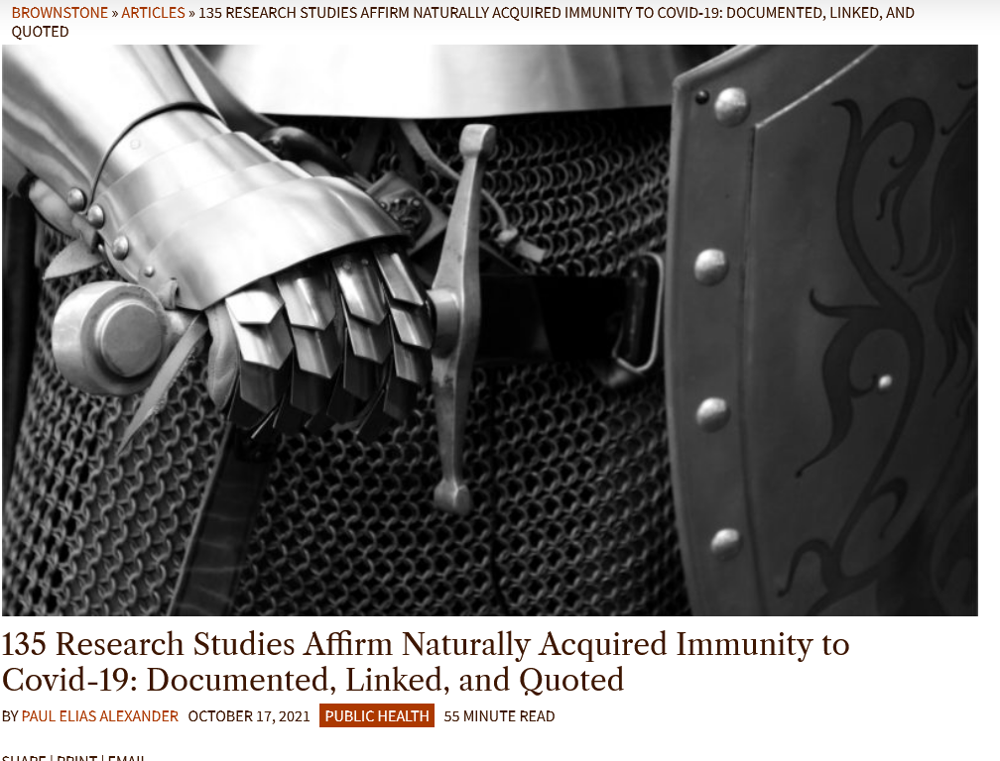 BROWNSTONE » ARTICLES » 135 RESEARCH STUDIES AFFIRM NATURALLY ACQUIRED IMMUNITY TO COVID-19: DOCUMENTED, LINKED, AND
QUOTED
135 Research Studies Affirm Naturally Acquired Immunity to
Covid-19: Documented, Linked, and Quoted
BY PAUL ELIAS ALEXANDER OCTOBER 17, 2021 PUBLIC HEALTH 55 MINUTE READ
SHARE | PRINT | EMAIL